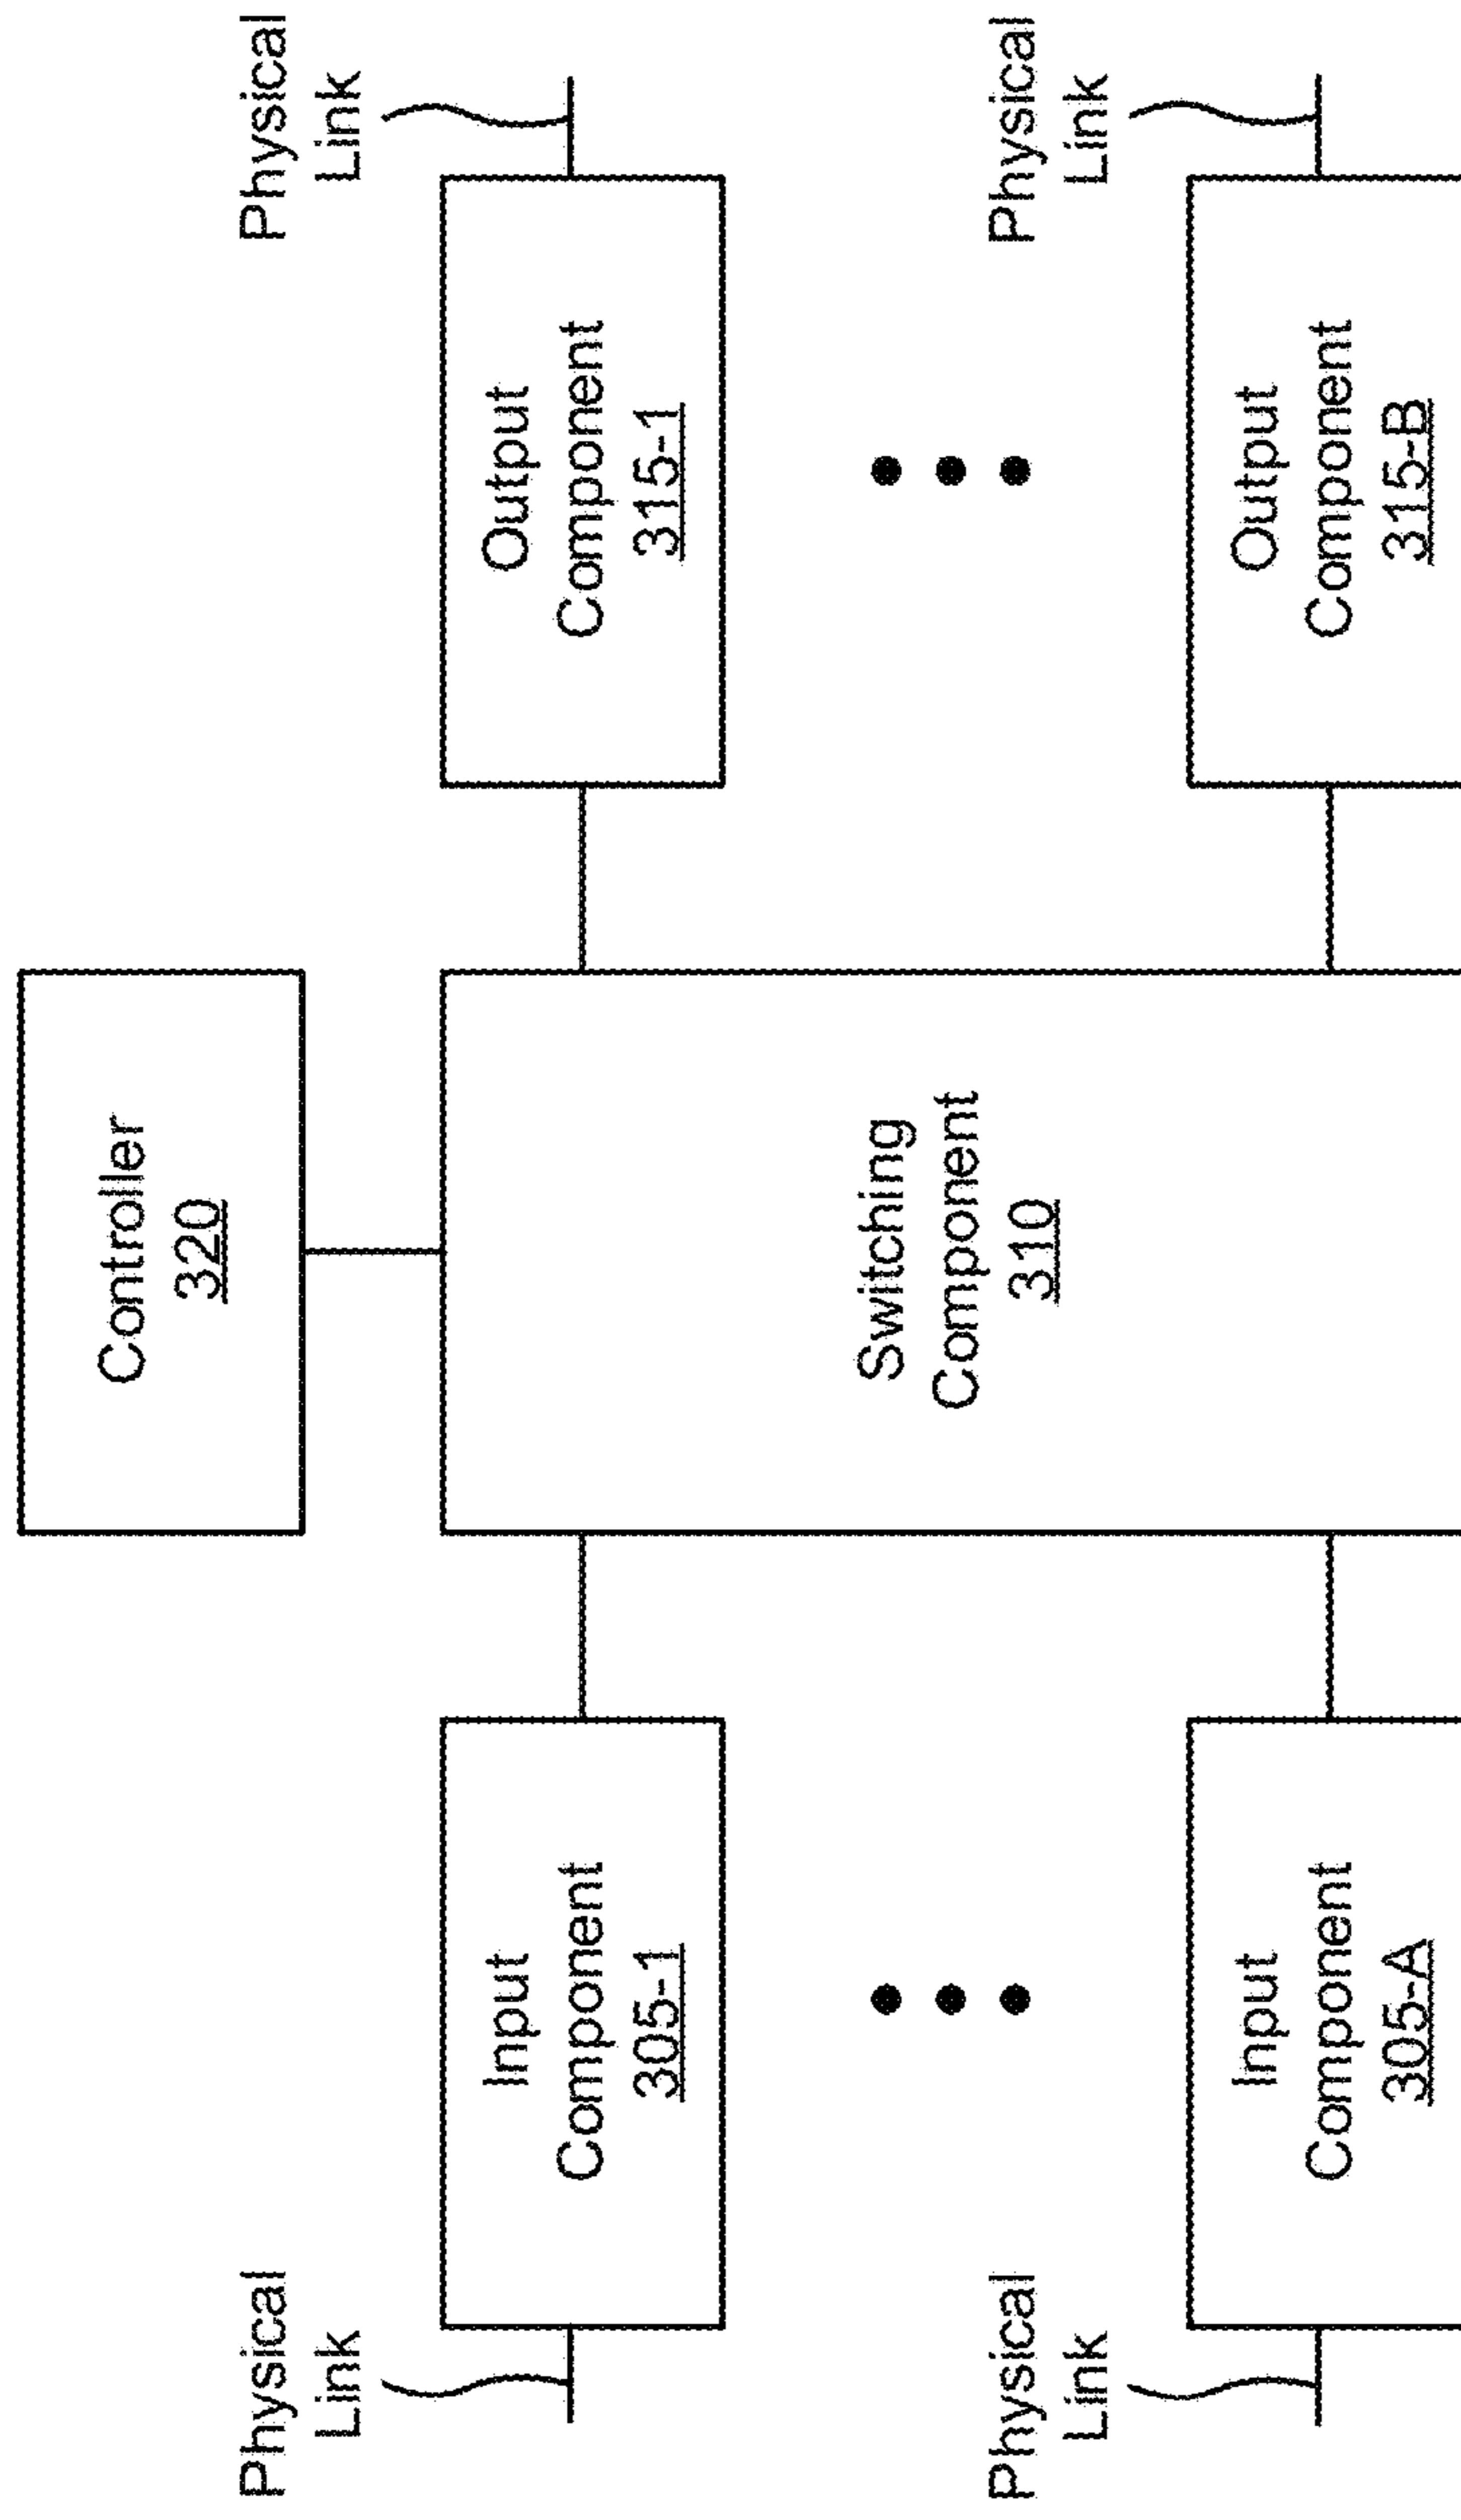 Controller
320
Physical
Link
Input
Component
305-1
Physical
Link
Output
Component
315-1
Switching
Component
310
Physical
Link
Input
Component
305-A
Physical
Link
Output
Component
315-B